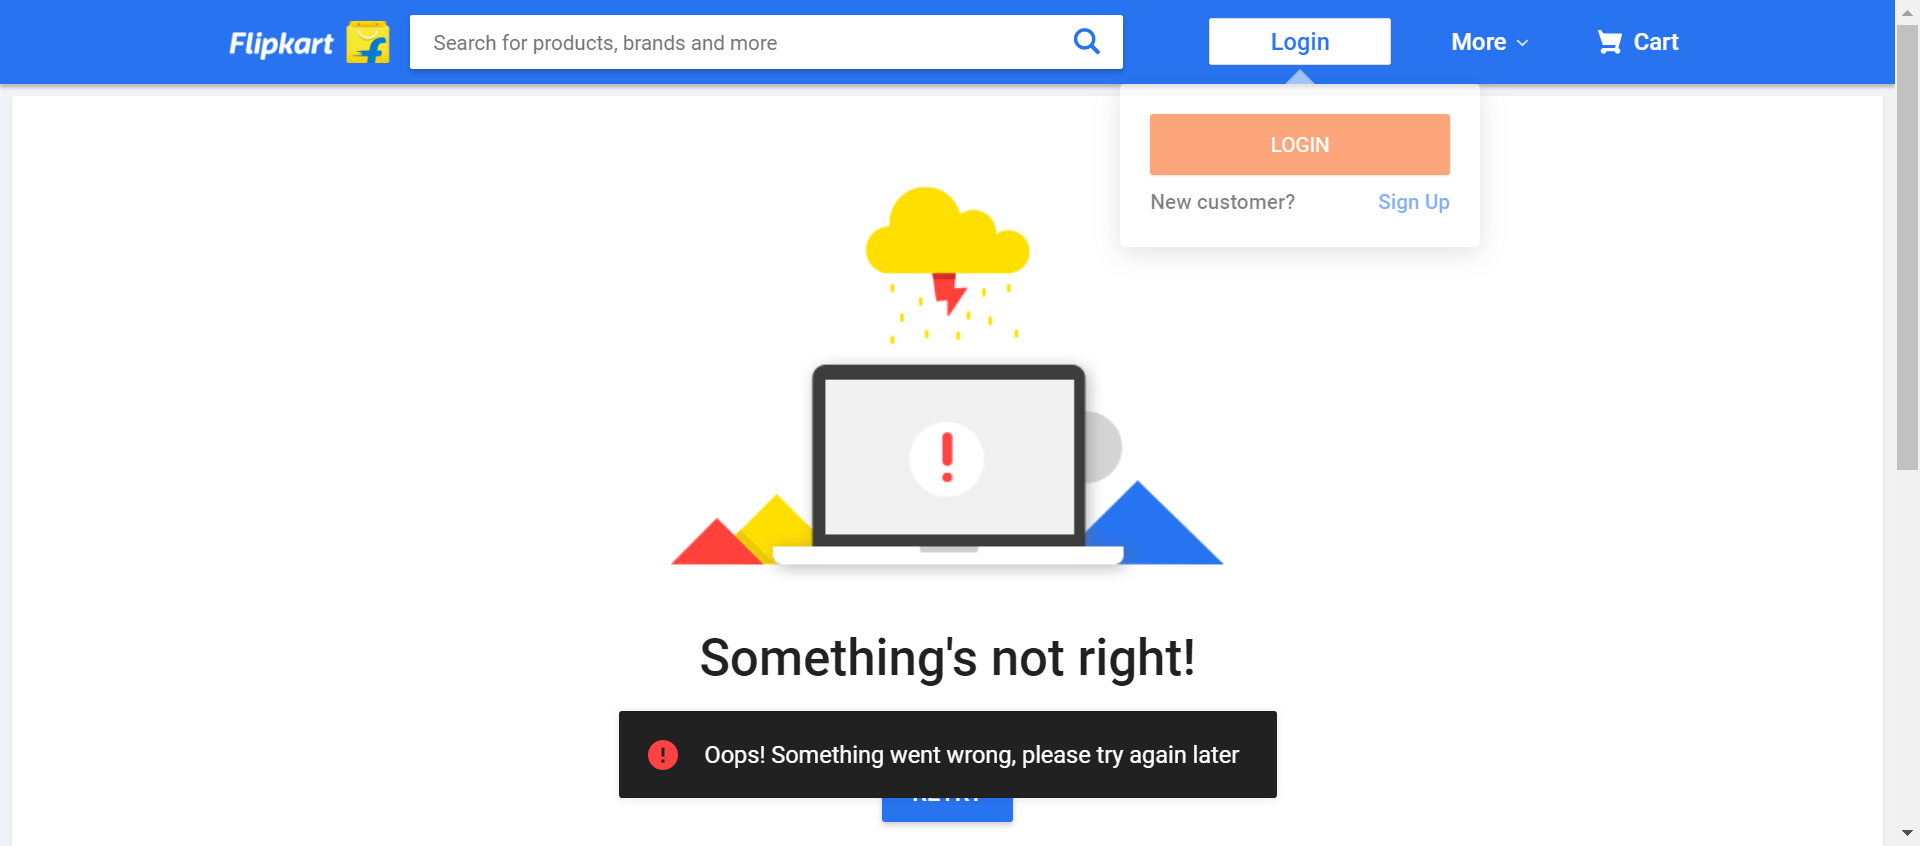 Flipkart
Search for products, brands and more
Login
More
Cart
LOGIN
New customer? Sign Up
Something's not right!
Oops! Something went wrong, please try again later
RETRY